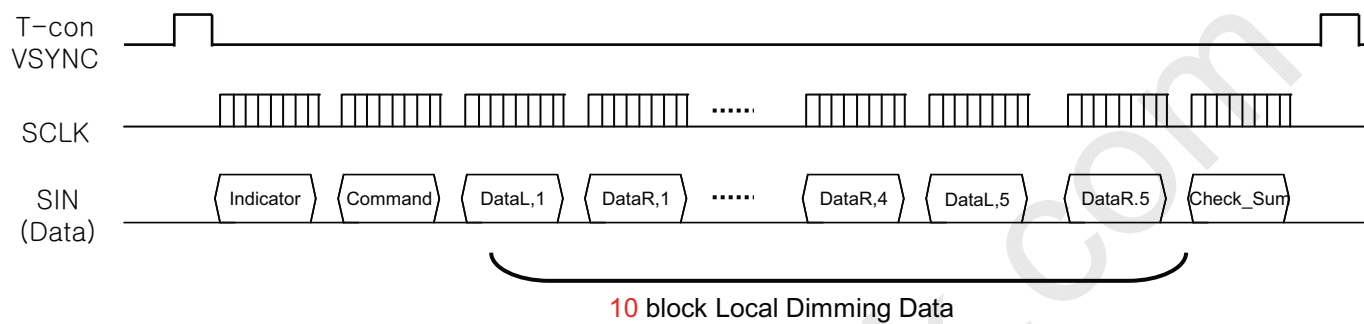 T-con
VSYNC
SCLK
SIN
(Data)
Indicator Command DataL,1 DataR,1 ...... DataR,4 DataL,5 DataR.5 Check_Sum
10 block Local Dimming Data
com